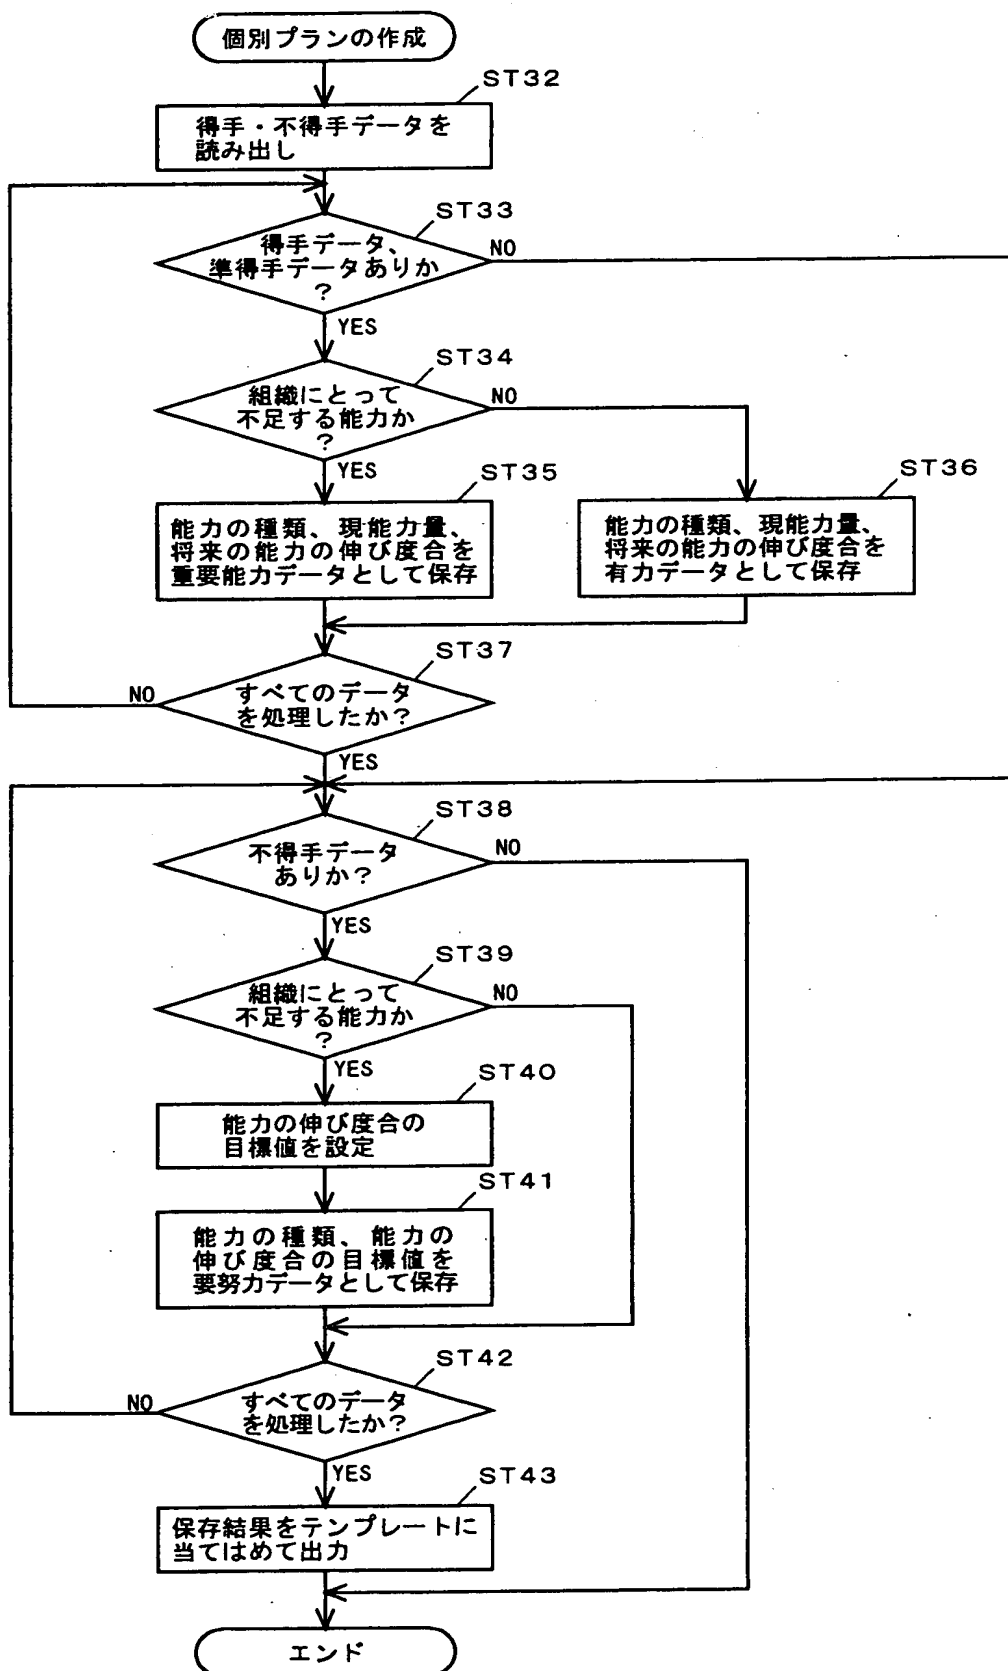 個別プランの作成
ST32
得手・不得手データを
読み出し
ST33
得手データ、
準得手データありか
?
NO
YES
ST34
組織にとって
不足する能力か
?
NO
YES
ST35
能力の種類、現能力量、
将来の能力の伸び度合を
重要能力データとして保存
ST36
能力の種類、現能力量、
将来の能力の伸び度合を
有力データとして保存
ST37
すべてのデータ
を処理したか?
NO
YES
ST38
不得手データ
ありか?
NO
YES
ST39
組織にとって
不足する能力か
?
NO
YES
ST40
能力の伸び度合の
目標値を設定
ST41
能力の種類、能力の
伸び度合の目標値を
要努力データとして保存
ST42
すべてのデータ
を処理したか?
NO
YES
ST43
保存結果をテンプレートに
当てはめて出力
エンド